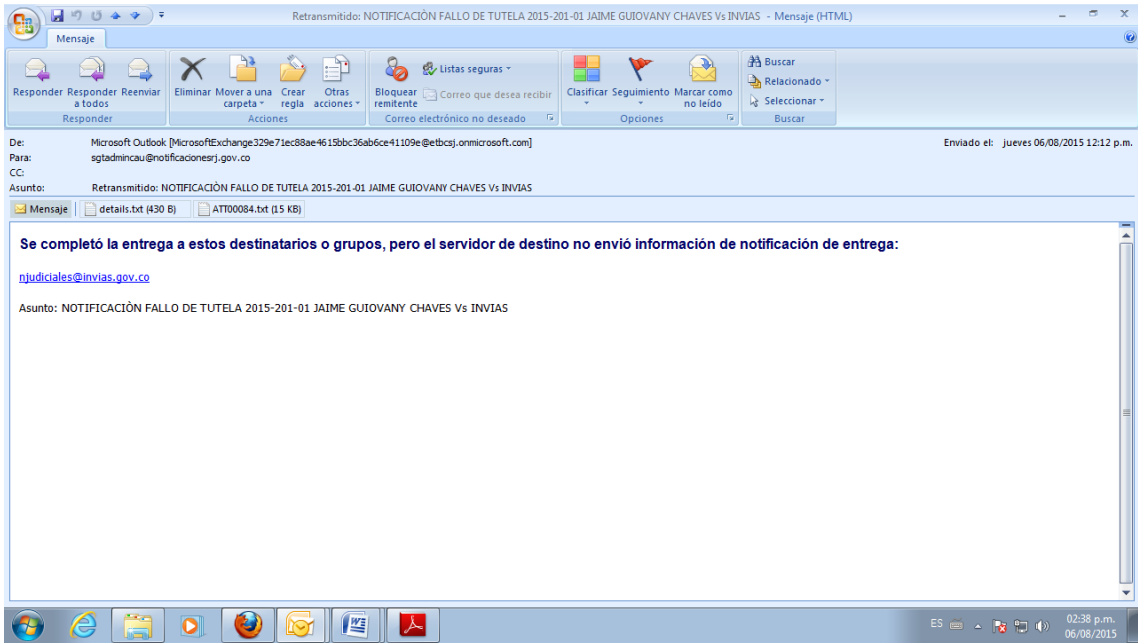 Retransmitido: NOTIFICACIÒN FALLO DE TUTELA 2015-201-01 JAIME GUIOVANY CHAVES Vs INVIAS - Mensaje (HTML)
Mensaje
Responder Responder a todos Reenviar
Responder
Eliminar Mover a una carpeta Crear regla Otras acciones
Acciones
Bloquear remitente Listas seguras Correo que desea recibir
Correo electrónico no deseado
Clasificar Seguimiento Marcar como no leído
Opciones
Buscar
Relacionado
Seleccionar
Buscar
De: Microsoft Outlook [MicrosoftExchange329e71ec88ae4615bbc36ab6ce41109e@etbcsj.onmicrosoft.com] Enviado el: jueves 06/08/2015 12:12 p.m.
Para: sgtadmincau@notificacionesrj.gov.co
CC:
Asunto: Retransmitido: NOTIFICACIÒN FALLO DE TUTELA 2015-201-01 JAIME GUIOVANY CHAVES Vs INVIAS
Mensaje details.txt (430 B) ATT00084.txt (15 KB)
Se completó la entrega a estos destinatarios o grupos, pero el servidor de destino no envió información de notificación de entrega:
njudiciales@invias.gov.co
Asunto: NOTIFICACIÒN FALLO DE TUTELA 2015-201-01 JAIME GUIOVANY CHAVES Vs INVIAS
ES 02:38 p.m.
06/08/2015